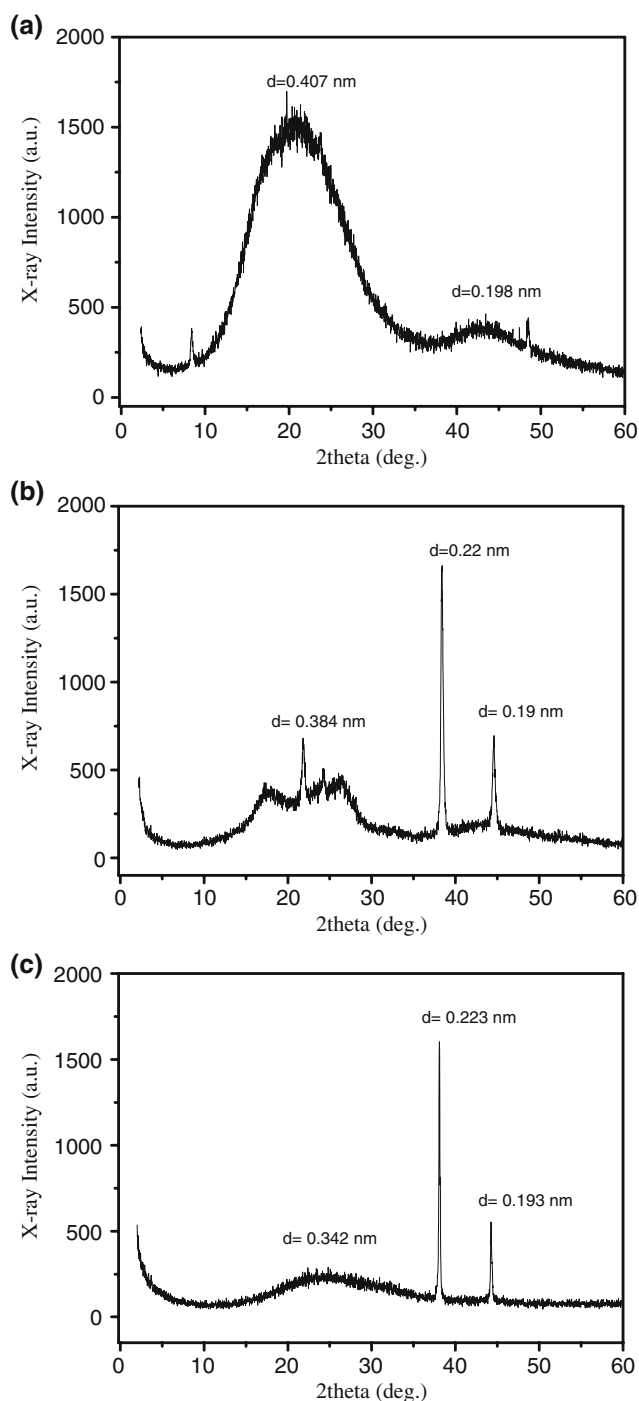 (a)
2000
1500
1000
500
0
X-ray Intensity (a.u.)
d=0.407 nm
d=0.198 nm
0 10 20 30 40 50 60
2theta (deg.)
(b)
2000
1500
1000
500
0
X-ray Intensity (a.u.)
d=0.22 nm
d= 0.384 nm
d= 0.19 nm
0 10 20 30 40 50 60
2theta (deg.)
(c)
2000
1500
1000
500
0
X-ray Intensity (a.u.)
d= 0.223 nm
d= 0.193 nm
d= 0.342 nm
0 10 20 30 40 50 60
2theta (deg.)